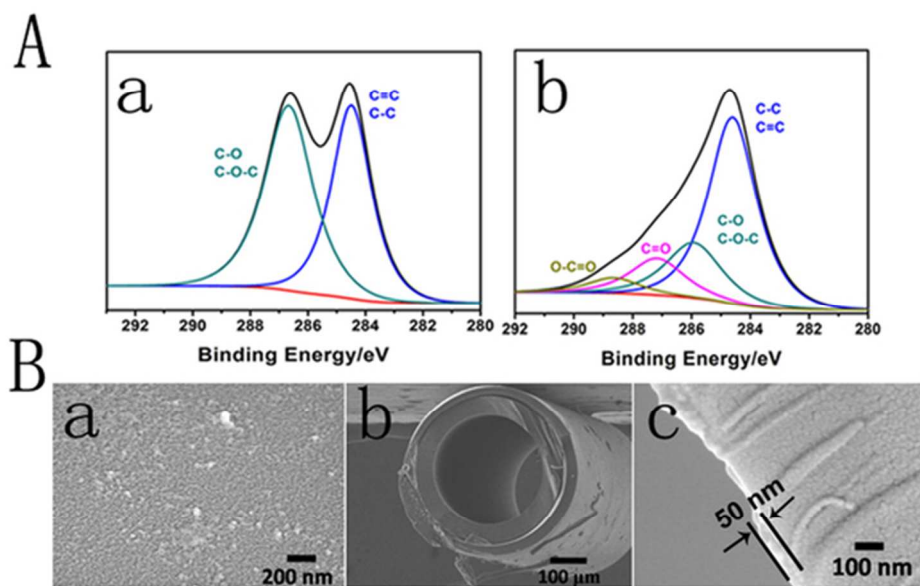 A
a
C-O
C-O-C
C=C
C-C
292 290 288 286 284 282 280
Binding Energy/eV
b
C-C
C=C
C-O
C-O-C
C=O
O-C=O
292 290 288 286 284 282 280
Binding Energy/eV
B
a
200 nm
b
100 μm
c
50 nm
100 nm